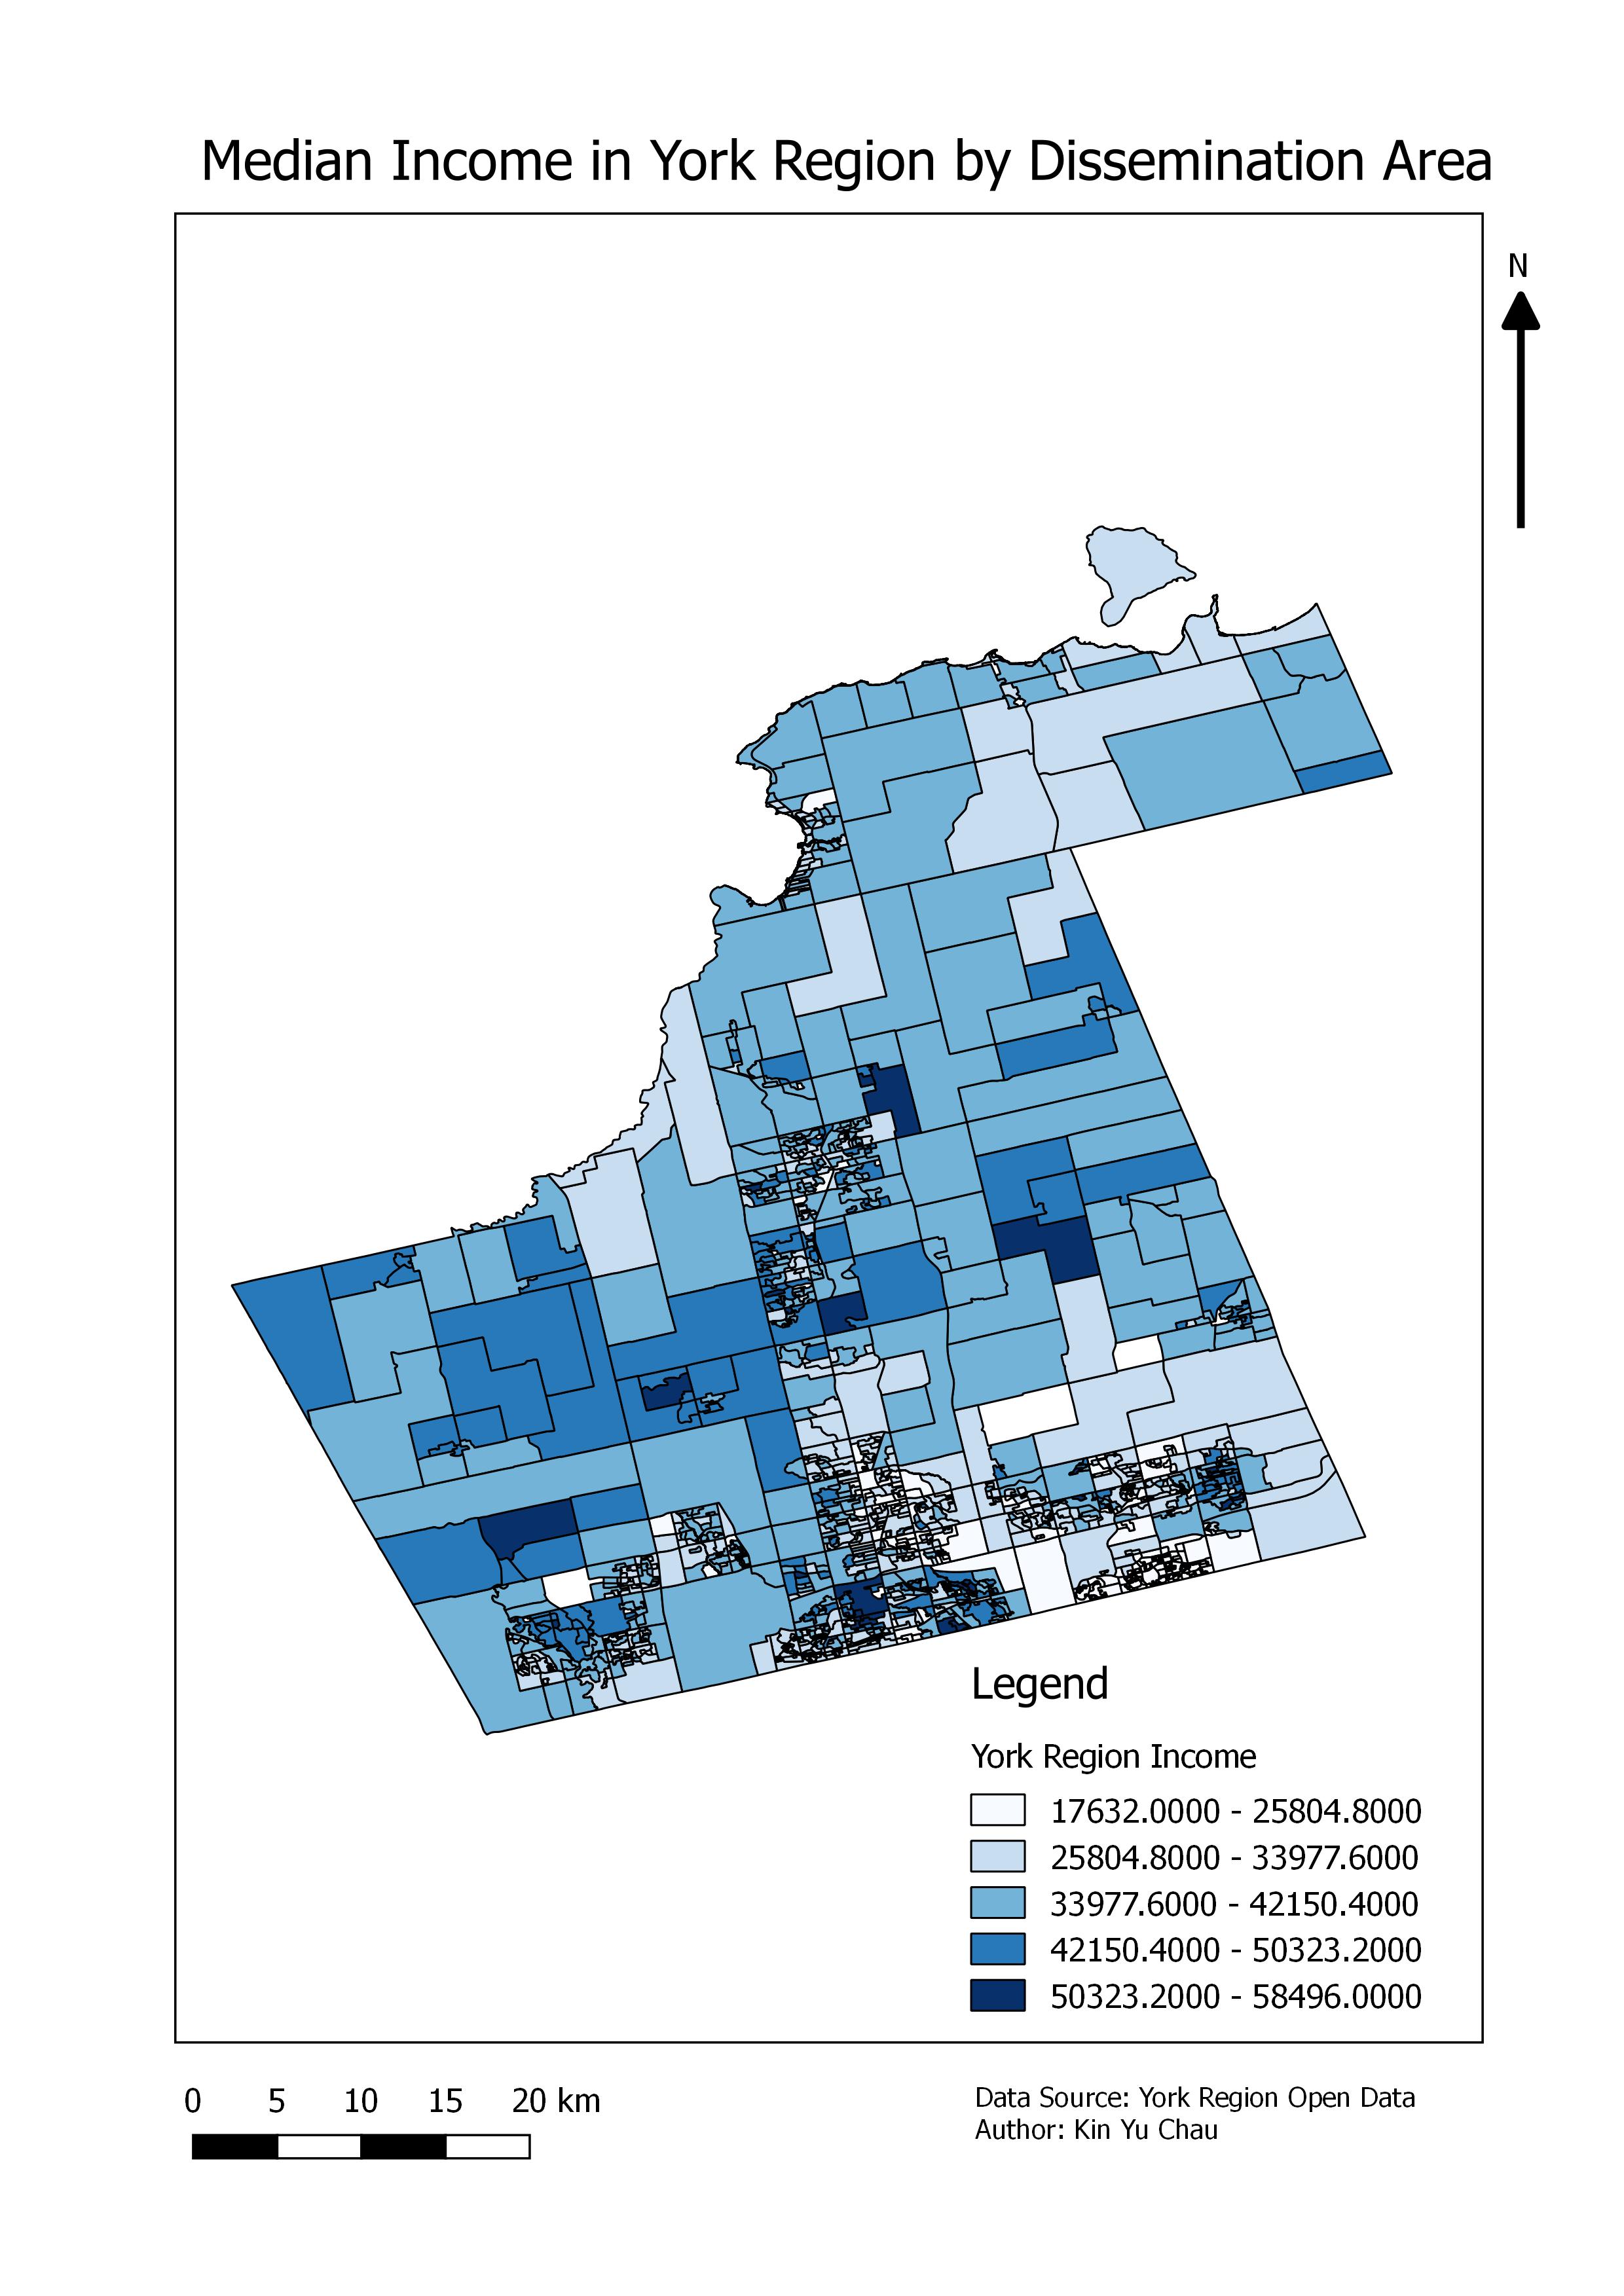 Median Income in York Region by Dissemination Area
N
Legend
York Region Income
17632.0000 - 25804.8000
25804.8000 - 33977.6000
33977.6000 - 42150.4000
42150.4000 - 50323.2000
50323.2000 - 58496.0000
0 5 10 15 20 km
Data Source: York Region Open Data
Author: Kin Yu Chau